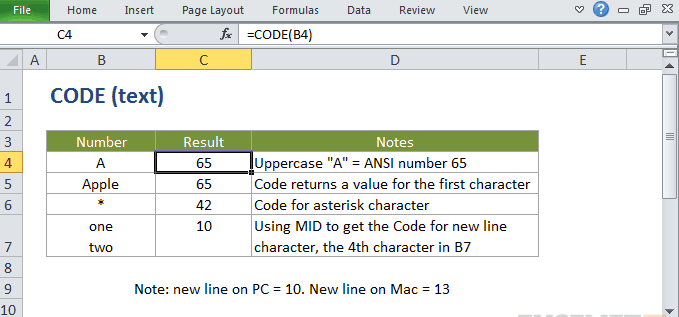 File Home Insert Page Layout Formulas Data Review View
C4 fx =CODE(B4)
A B C D E
1 CODE (text)
2
3 Number Result Notes
4 A 65 Uppercase "A" = ANSI number 65
5 Apple 65 Code returns a value for the first character
6 * 42 Code for asterisk character
one 10 Using MID to get the Code for new line
7 two character, the 4th character in B7
8
9 Note: new line on PC = 10. New line on Mac = 13
10